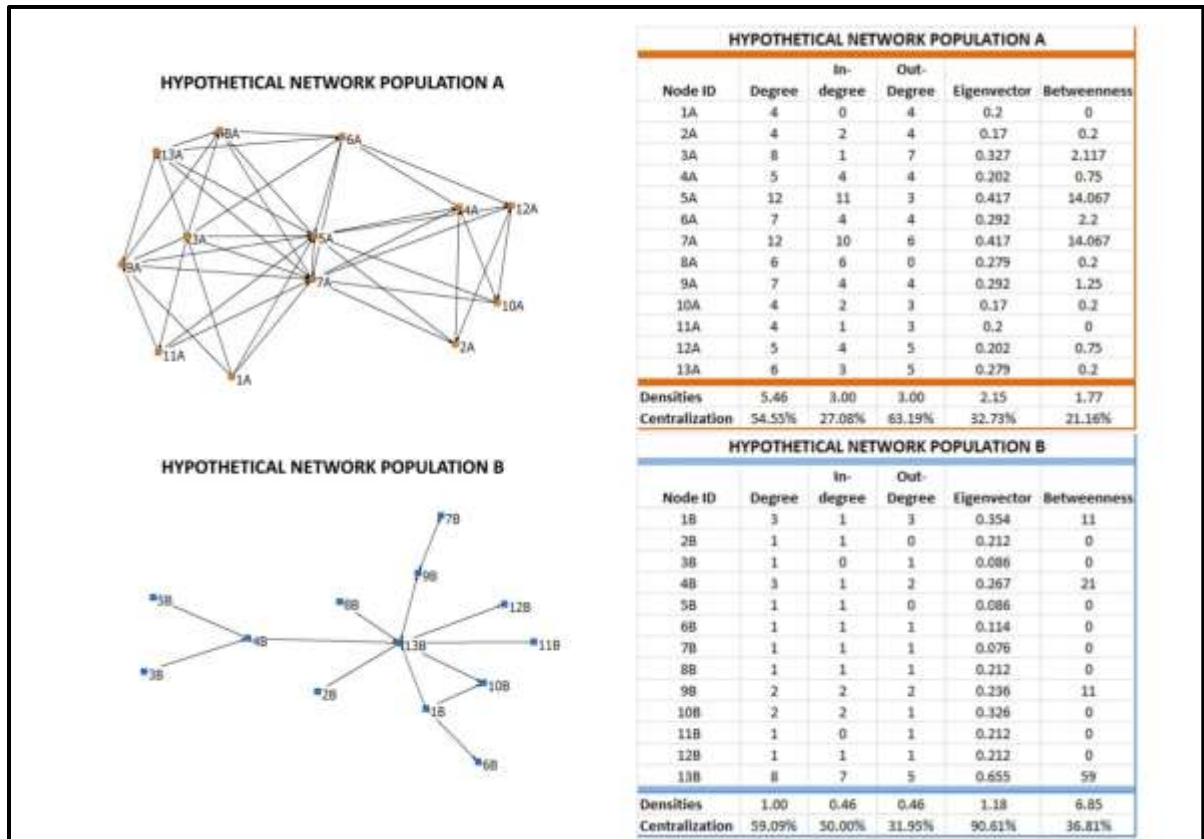 HYPOTHETICAL NETWORK POPULATION A
8A
6A
13A
4A
12A
3A
5A
9A
7A
10A
2A
11A
1A
HYPOTHETICAL NETWORK POPULATION A
Node ID Degree In-degree Out-Degree Eigenvector Betweenness
1A 4 0 4 0.2 0
2A 4 2 4 0.17 0.2
3A 8 1 7 0.327 2.117
4A 5 4 4 0.202 0.75
5A 12 11 3 0.417 14.067
6A 7 4 4 0.292 2.2
7A 12 10 6 0.417 14.067
8A 6 6 0 0.279 0.2
9A 7 4 4 0.292 1.25
10A 4 2 3 0.17 0.2
11A 4 1 3 0.2 0
12A 5 4 5 0.202 0.75
13A 6 3 5 0.279 0.2
Densities 5.46 3.00 3.00 2.15 1.77
Centralization 54.55% 27.08% 63.19% 32.73% 21.16%
HYPOTHETICAL NETWORK POPULATION B
7B
9B
5B
8B
12B
4B
13B
11B
3B
2B
10B
1B
6B
HYPOTHETICAL NETWORK POPULATION B
Node ID Degree In-degree Out-Degree Eigenvector Betweenness
1B 3 1 3 0.354 11
2B 1 1 0 0.212 0
3B 1 0 1 0.086 0
4B 3 1 2 0.267 21
5B 1 1 0 0.086 0
6B 1 1 1 0.114 0
7B 1 1 1 0.076 0
8B 1 1 1 0.212 0
9B 2 2 2 0.236 11
10B 2 2 1 0.326 0
11B 1 0 1 0.212 0
12B 1 1 1 0.212 0
13B 8 7 5 0.655 59
Densities 1.00 0.46 0.46 1.18 6.85
Centralization 59.09% 50.00% 31.95% 90.61% 36.81%